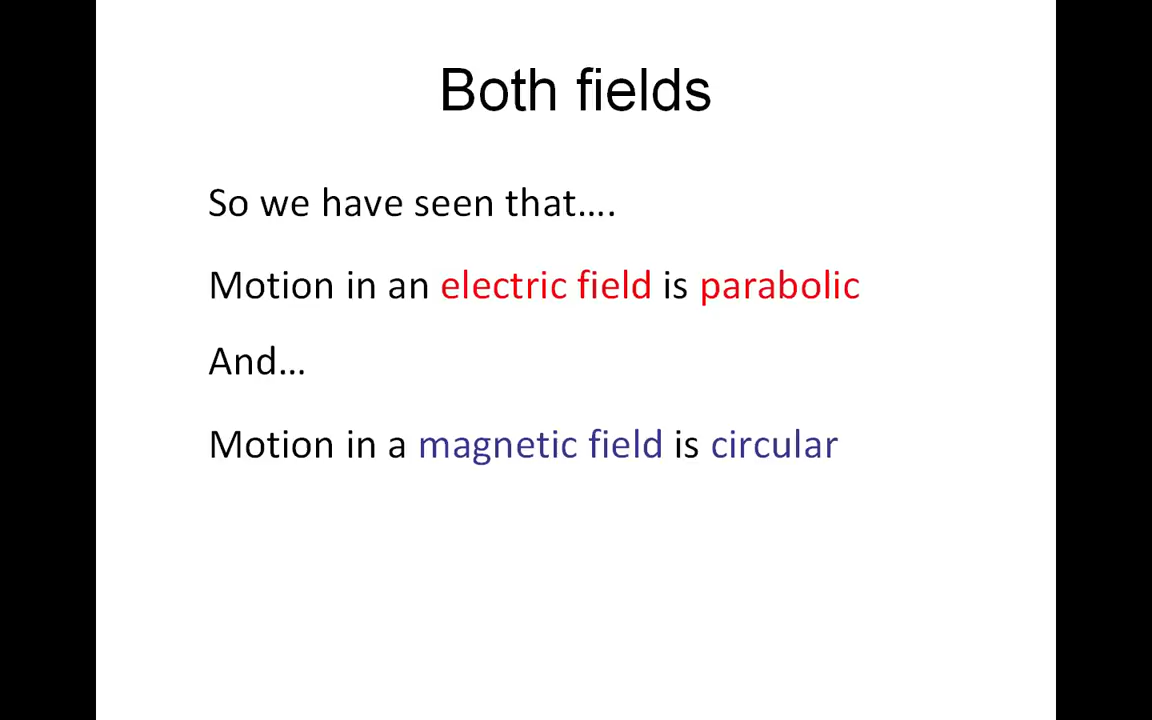 Both fields
So we have seen that....
Motion in an electric field is parabolic
And...
Motion in a magnetic field is circular